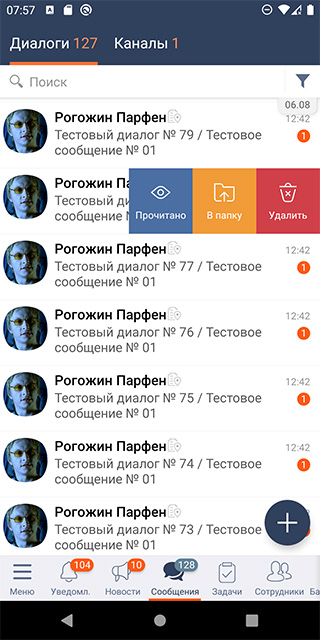 07:57
Диалоги 127 Каналы 1
Поиск
06.08
Рогожин Парфен 12:42
Тестовый диалог № 79 / Тестовое 1
сообщение № 01
Рогожин Парф
Тестовый диалог
сообщение № 01
Прочитано В папку Удалить
Рогожин Парфен 12:42
Тестовый диалог № 77 / Тестовое 1
сообщение № 01
Рогожин Парфен 12:42
Тестовый диалог № 76 / Тестовое 1
сообщение № 01
Рогожин Парфен 12:42
Тестовый диалог № 75 / Тестовое 1
сообщение № 01
Рогожин Парфен 12:42
Тестовый диалог № 74 / Тестовое 1
сообщение № 01
Рогожин Парфен
Тестовый диалог № 73 / Тестовое
сообщение № 01
104 10 128
Меню Уведомл. Новости Сообщения Задачи Сотрудники Ба